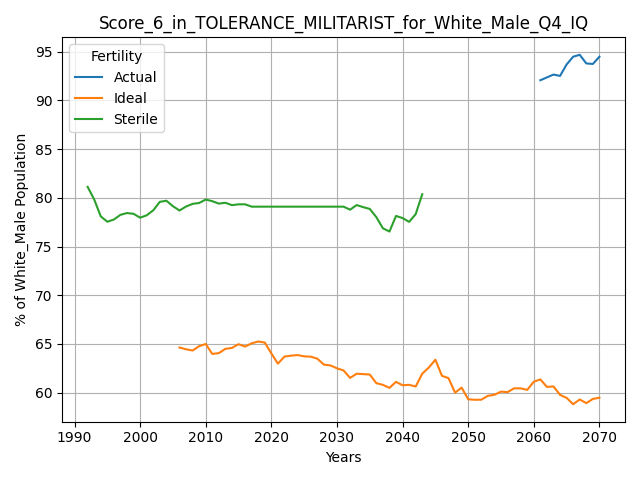 Score_6_in_TOLERANCE_MILITARIST_for_White_Male_Q4_IQ
Fertility
Actual
Ideal
Sterile
% of White_Male Population
95
90
85
80
75
70
65
60
1990 2000 2010 2020 2030 2040 2050 2060 2070
Years